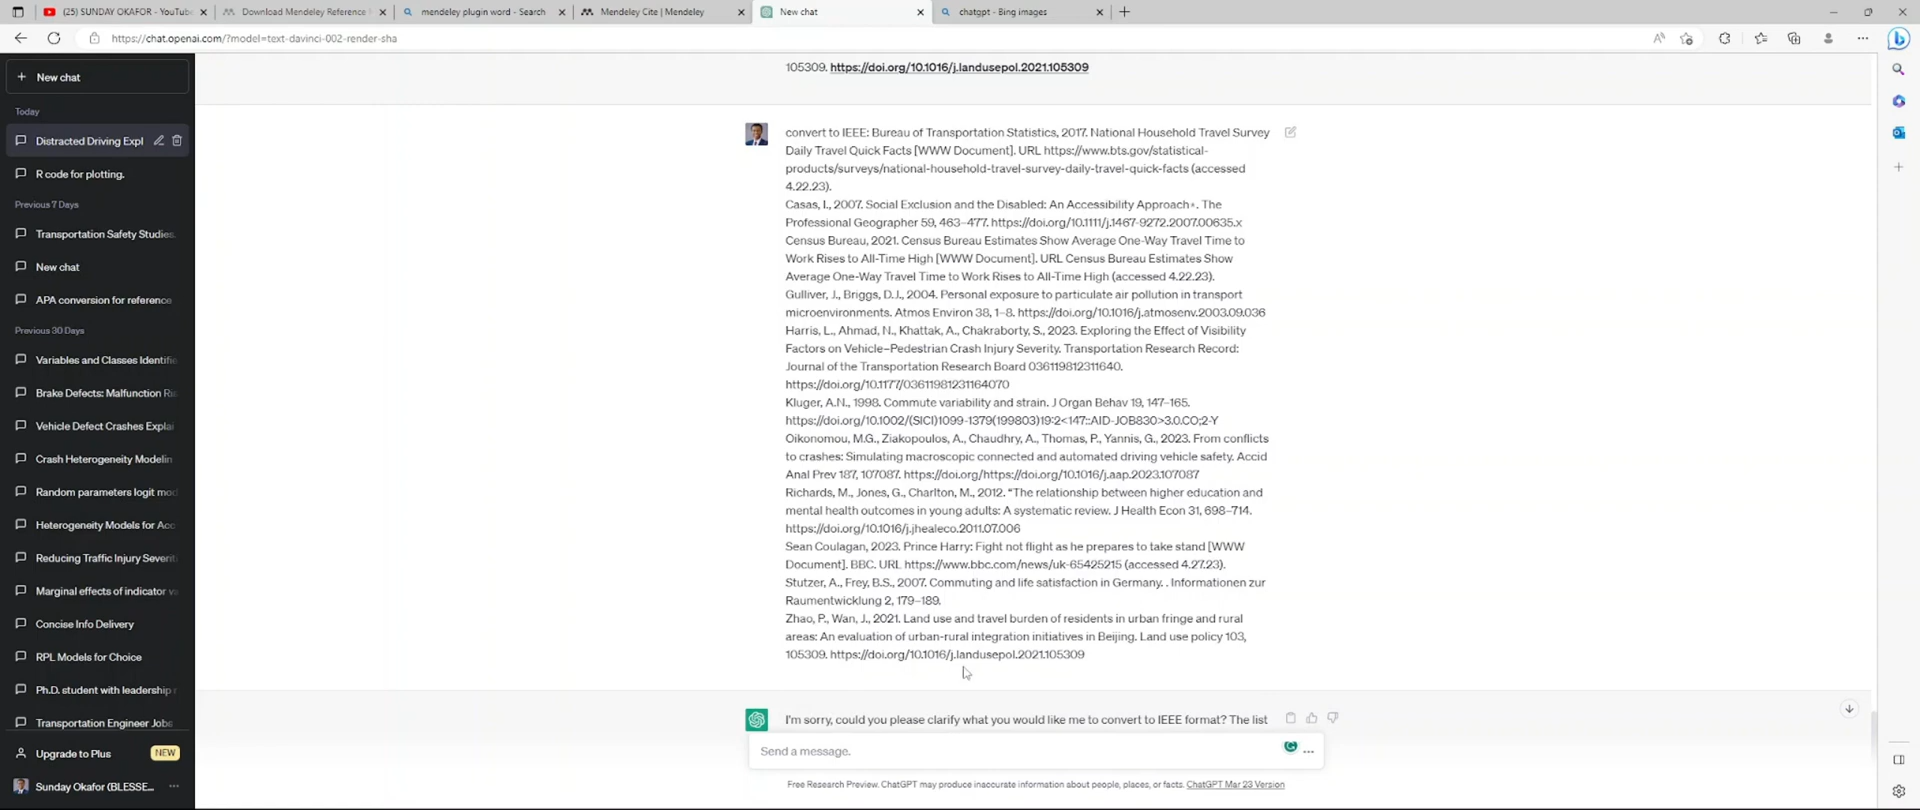 (25) SUNDAY OKAFOR - YouTube
Download Mendeley Reference
mendeley plugin word - Search
Mendeley Cite | Mendeley
New chat
chatgpt - Bing images
https://chat.openai.com/?model=text-davinci-002-render-sha
New chat
Today
Distracted Driving Expl
R code for plotting.
Previous 7 Days
Transportation Safety Studies.
New chat
APA conversion for reference
Previous 30 Days
Variables and Classes Identific
Brake Defects: Malfunction Ris
Vehicle Defect Crashes Explai
Crash Heterogeneity Modelin
Random parameters logit mod
Heterogeneity Models for Acc
Reducing Traffic Injury Severiti
Marginal effects of indicator va
Concise Info Delivery
RPL Models for Choice
Ph.D. student with leadership r
Transportation Engineer Jobs
Upgrade to Plus NEW
Sunday Okafor (BLESSE...
105309. https://doi.org/10.1016/j.landusepol.2021.105309
convert to IEEE: Bureau of Transportation Statistics, 2017. National Household Travel Survey
Daily Travel Quick Facts [WWW Document]. URL https://www.bts.gov/statistical-
products/surveys/national-household-travel-survey-daily-travel-quick-facts (accessed
4.22.23).
Casas, I., 2007. Social Exclusion and the Disabled: An Accessibility Approach*. The
Professional Geographer 59, 463–477. https://doi.org/10.1111/j.1467-9272.2007.00635.x
Census Bureau, 2021. Census Bureau Estimates Show Average One-Way Travel Time to
Work Rises to All-Time High [WWW Document]. URL Census Bureau Estimates Show
Average One-Way Travel Time to Work Rises to All-Time High (accessed 4.22.23).
Gulliver, J., Briggs, D.J., 2004. Personal exposure to particulate air pollution in transport
microenvironments. Atmos Environ 38, 1–8. https://doi.org/10.1016/j.atmosenv.2003.09.036
Harris, L., Ahmad, N., Khattak, A., Chakraborty, S., 2023. Exploring the Effect of Visibility
Factors on Vehicle–Pedestrian Crash Injury Severity. Transportation Research Record:
Journal of the Transportation Research Board 036119812311640.
https://doi.org/10.1177/03611981231164070
Kluger, A.N., 1998. Commute variability and strain. J Organ Behav 19, 147–165.
https://doi.org/10.1002/(SICI)1099-1379(199803)19:2<147::AID-JOB830>3.0.CO;2-Y
Oikonomou, M.G., Ziakopoulos, A., Chaudhry, A., Thomas, P., Yannis, G., 2023. From conflicts
to crashes: Simulating macroscopic connected and automated driving vehicle safety. Accid
Anal Prev 187, 107087. https://doi.org/https://doi.org/10.1016/j.aap.2023.107087
Richards, M., Jones, G., Charlton, M., 2012. “The relationship between higher education and
mental health outcomes in young adults: A systematic review. J Health Econ 31, 698–714.
https://doi.org/10.1016/j.jhealeco.2011.07.006
Sean Coulagan, 2023. Prince Harry: Fight not flight as he prepares to take stand [WWW
Document]. BBC. URL https://www.bbc.com/news/uk-65425215 (accessed 4.27.23).
Stutzer, A., Frey, B.S., 2007. Commuting and life satisfaction in Germany. . Informationen zur
Raumentwicklung 2, 179–189.
Zhao, P., Wan, J., 2021. Land use and travel burden of residents in urban fringe and rural
areas: An evaluation of urban-rural integration initiatives in Beijing. Land use policy 103,
105309. https://doi.org/10.1016/j.landusepol.2021.105309
I'm sorry, could you please clarify what you would like me to convert to IEEE format? The list
Send a message.
Free Research Preview. ChatGPT may produce inaccurate information about people, places, or facts. ChatGPT Mar 23 Version